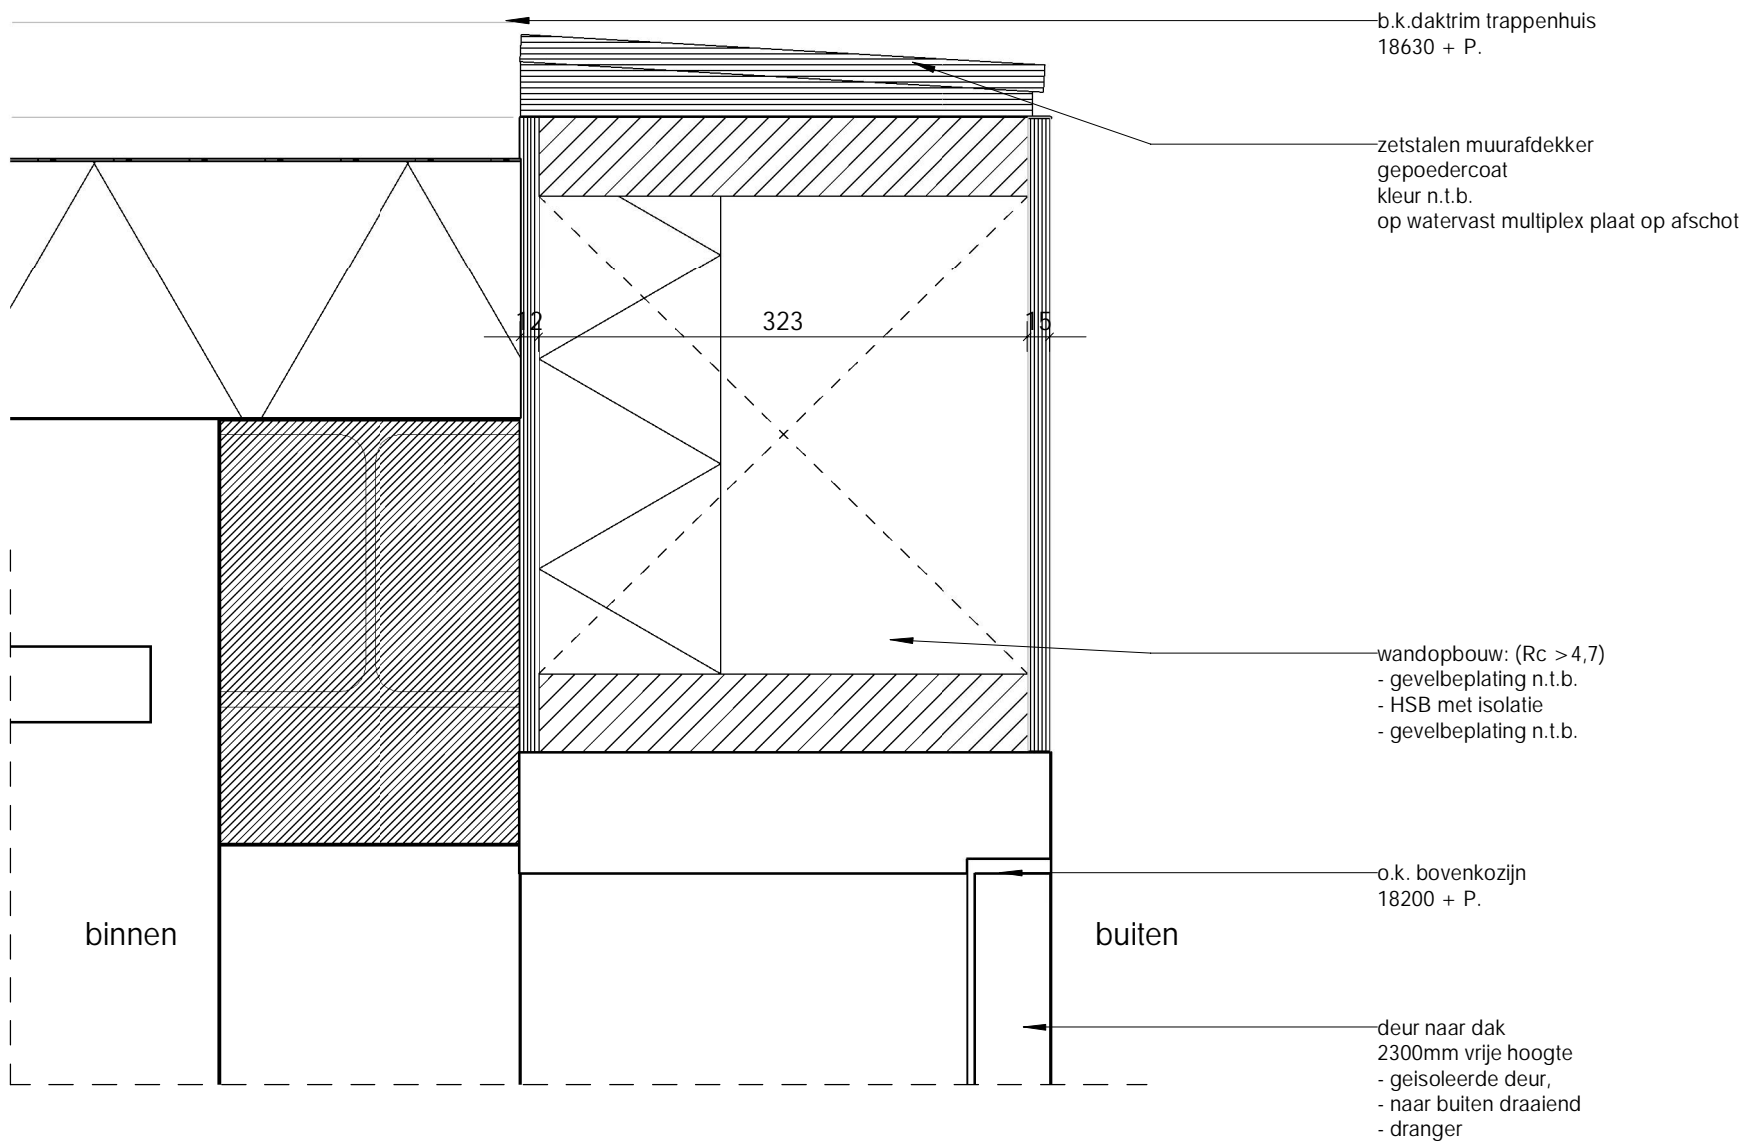 b.k.daktrim trappenhuis
18630 + P.
zetstalen muurafdekker
gepoedercoat
kleur n.t.b.
op watervast multiplex plaat op afschot
12
323
15
wandopbouw: (Rc >4,7)
- gevelbeplating n.t.b.
- HSB met isolatie
- gevelbeplating n.t.b.
o.k. bovenkozijn
18200 + P.
binnen
buiten
deur naar dak
2300mm vrije hoogte
- geisoleerde deur,
- naar buiten draaiend
- dranger